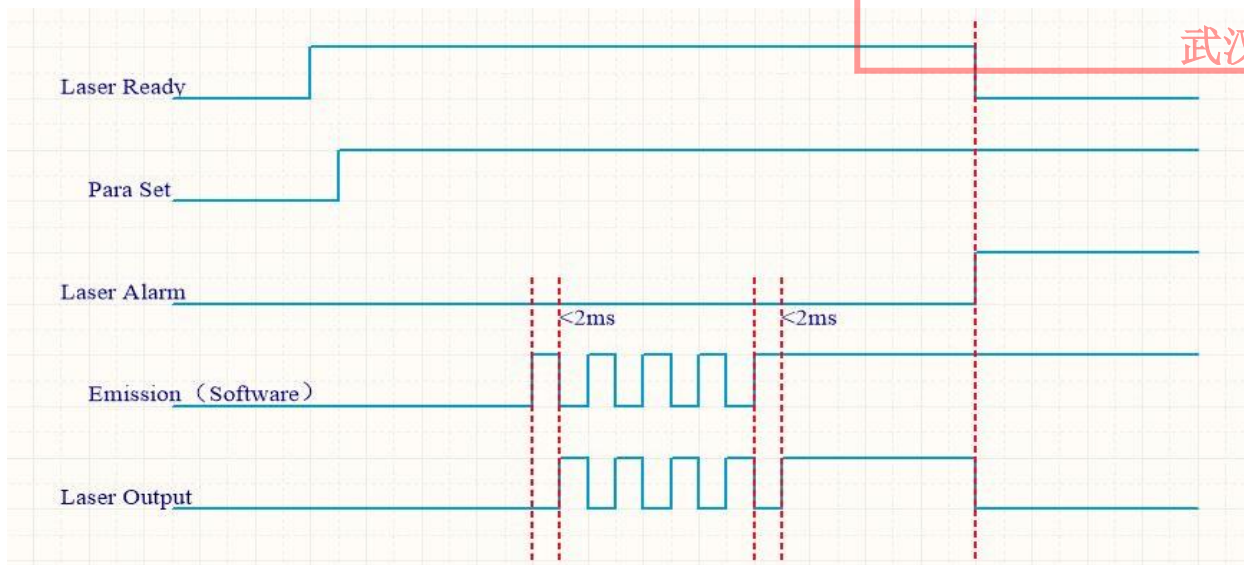 武汉
Laser Ready
Para Set
Laser Alarm
<2ms <2ms
Emission（Software）
Laser Output